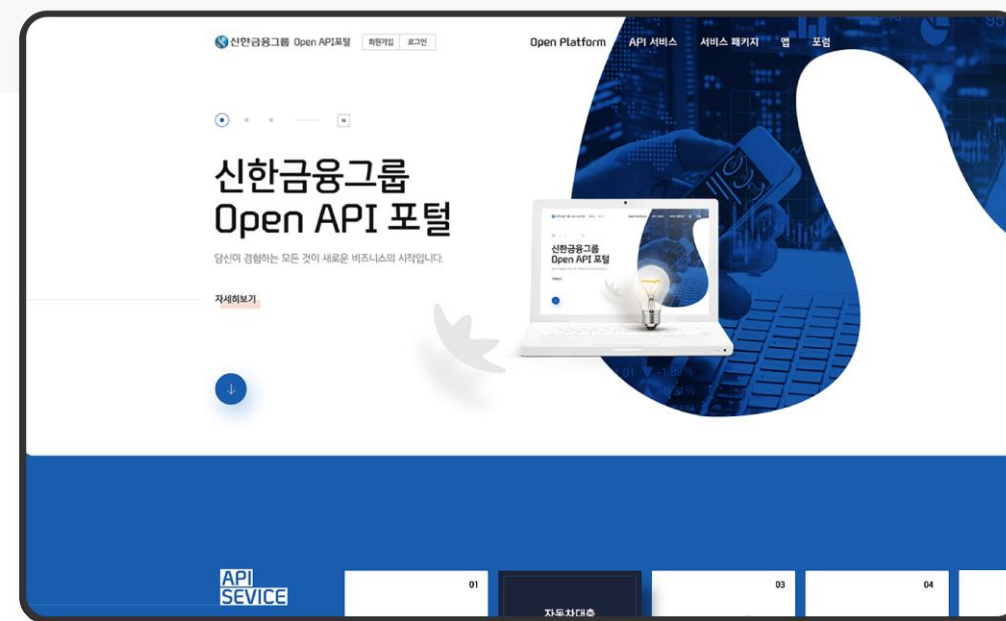 신한금융그룹 Open API포털
회원가입 로그인
Open Platform API 서비스 서비스 패키지 앱 포럼
신한금융그룹
Open API 포털
당신이 경험하는 모든 것이 새로운 비즈니스의 시작입니다.
자세히보기
신한금융그룹
Open API 포털
-1.89%
API
SEVICE
01
자동차대출
03
04